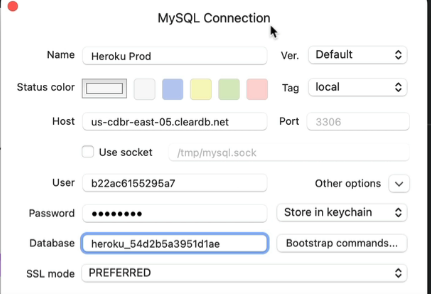 MySQL Connection
Name Heroku Prod Ver. Default
Status color Tag local
Host us-cdbr-east-05.cleardb.net Port 3306
Use socket /tmp/mysql.sock
User b22ac6155295a7 Other options
Password •••••••• Store in keychain
Database heroku_54d2b5a3951d1ae Bootstrap commands...
SSL mode PREFERRED